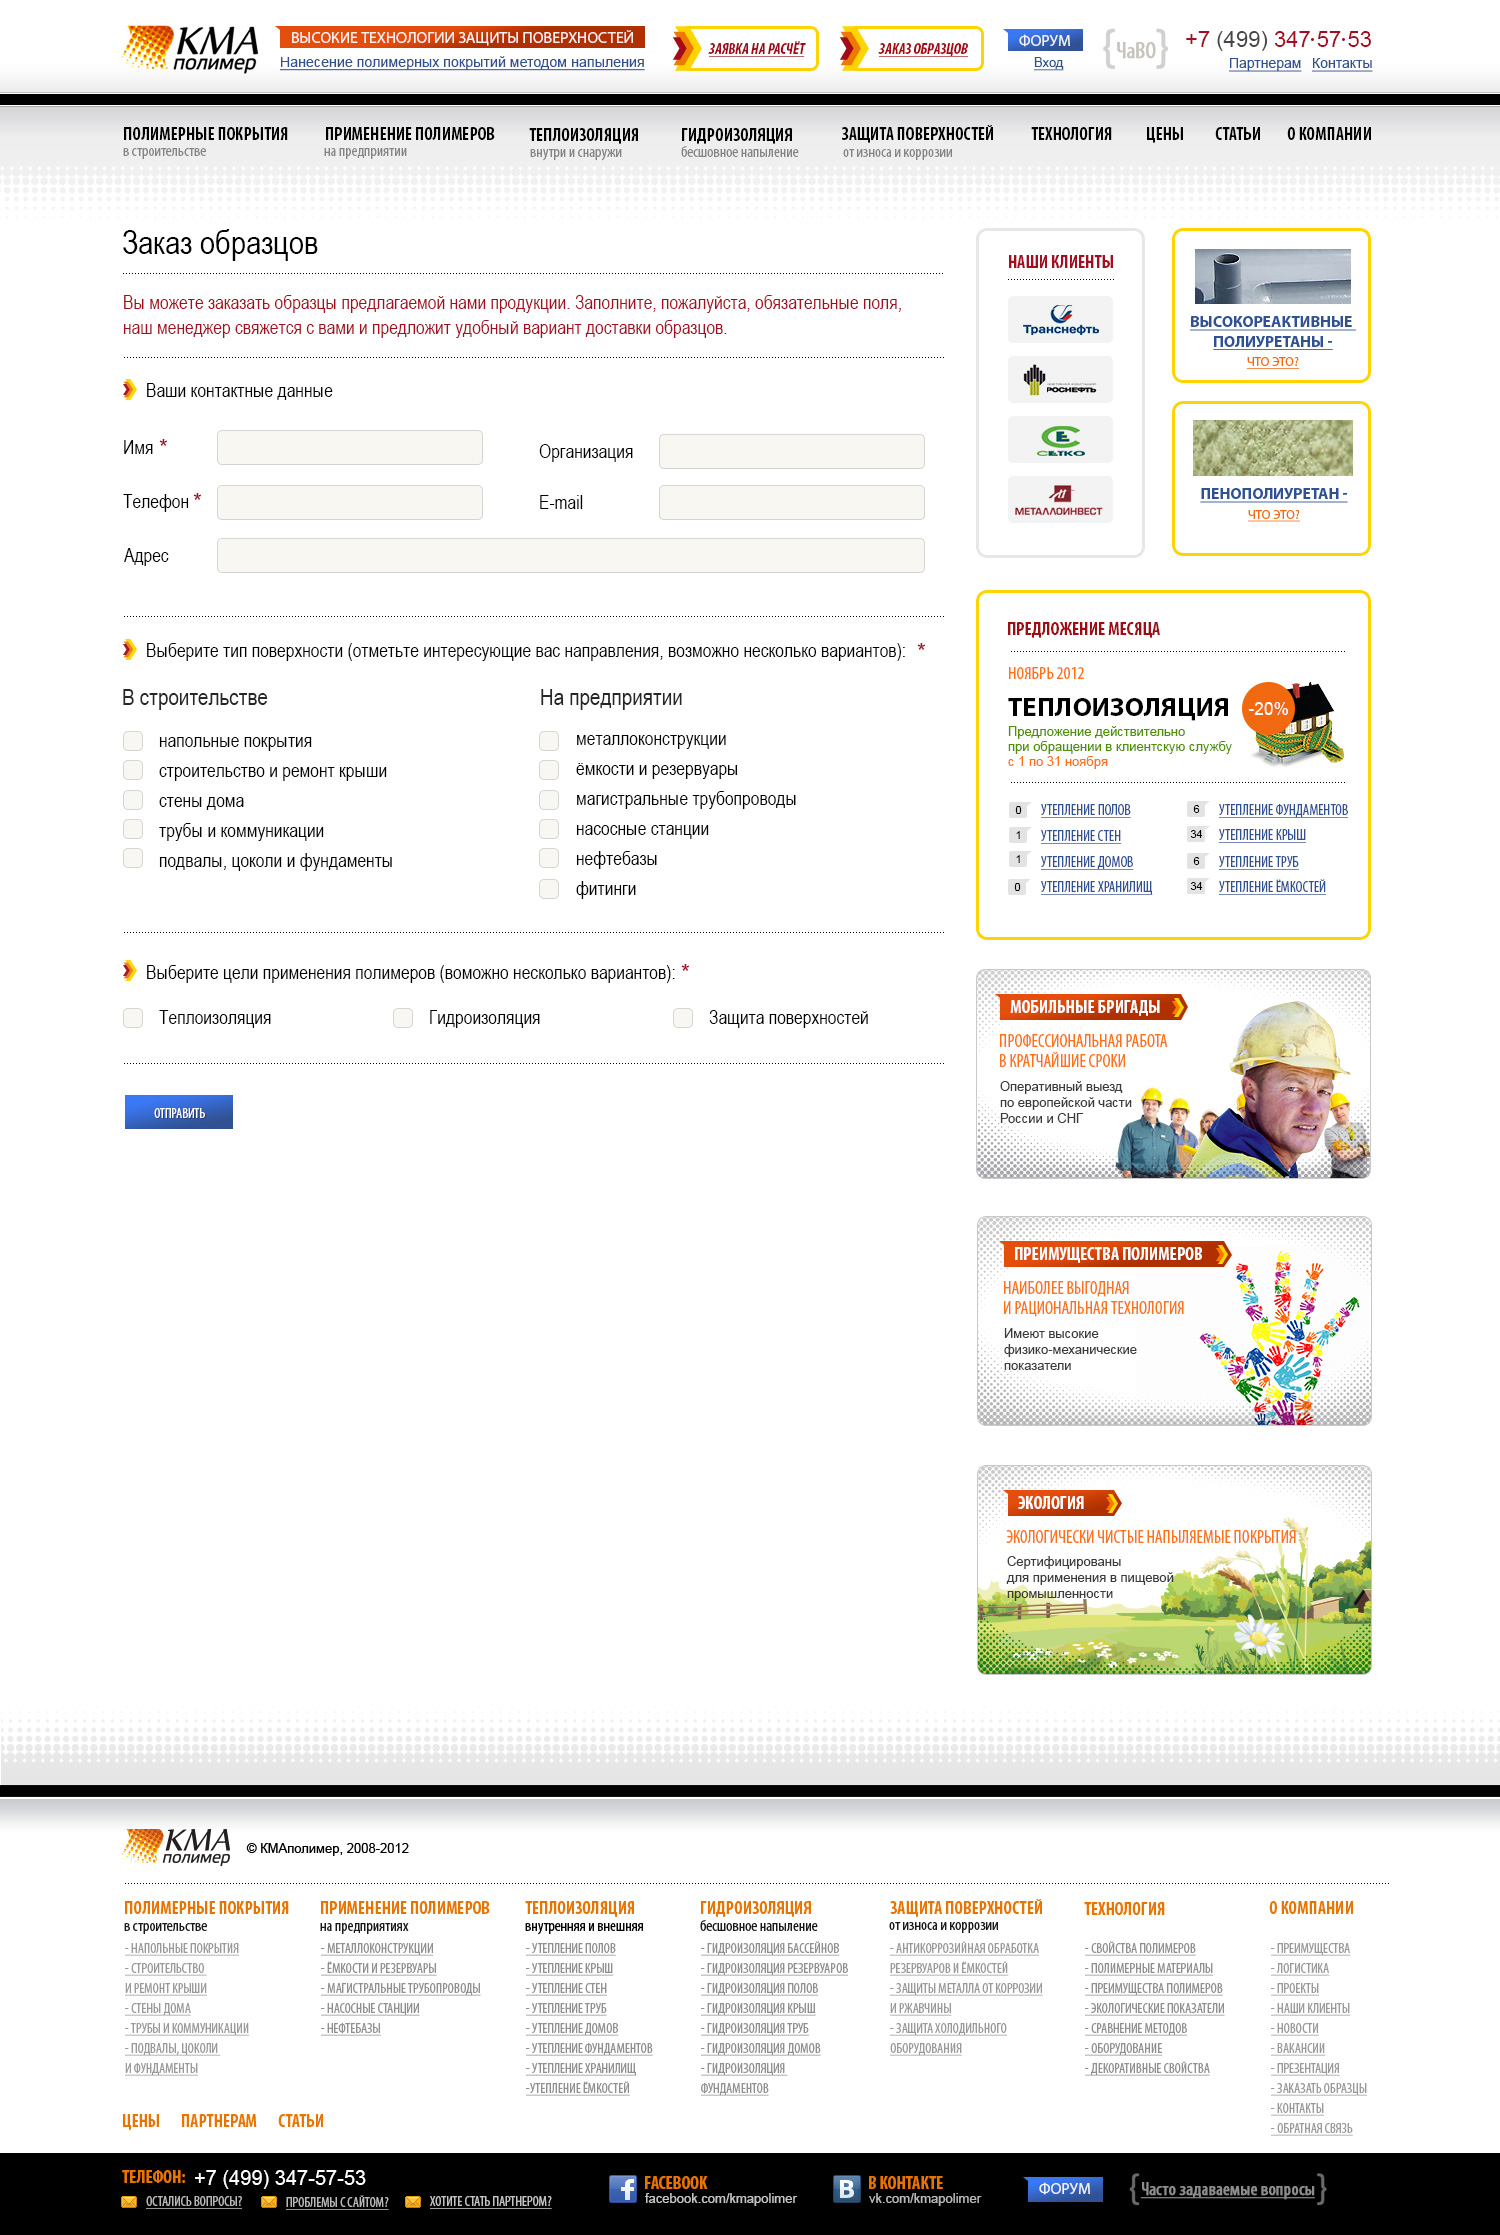 КМА
полимер
ВЫСОКИЕ ТЕХНОЛОГИИ ЗАЩИТЫ ПОВЕРХНОСТЕЙ
Нанесение полимерных покрытий методом напыления
ЗАЯВКА НА РАСЧЁТ
ЗАКАЗ ОБРАЗЦОВ
ФОРУМ
Вход
{ЧаВО}
+7 (499) 347·57·53
Партнерам Контакты
ПОЛИМЕРНЫЕ ПОКРЫТИЯ
в строительстве
ПРИМЕНЕНИЕ ПОЛИМЕРОВ
на предприятии
ТЕПЛОИЗОЛЯЦИЯ
внутри и снаружи
ГИДРОИЗОЛЯЦИЯ
бесшовное напыление
ЗАЩИТА ПОВЕРХНОСТЕЙ
от износа и коррозии
ТЕХНОЛОГИЯ
ЦЕНЫ
СТАТЬИ
О КОМПАНИИ
Заказ образцов
Вы можете заказать образцы предлагаемой нами продукции. Заполните, пожалуйста, обязательные поля,
наш менеджер свяжется с вами и предложит удобный вариант доставки образцов.
Ваши контактные данные
Имя *
Организация
Телефон *
E-mail
Адрес
Выберите тип поверхности (отметьте интересующие вас направления, возможно несколько вариантов): *
В строительстве
напольные покрытия
строительство и ремонт крыши
стены дома
трубы и коммуникации
подвалы, цоколи и фундаменты
На предприятии
металлоконструкции
ёмкости и резервуары
магистральные трубопроводы
насосные станции
нефтебазы
фитинги
Выберите цели применения полимеров (воможно несколько вариантов): *
Теплоизоляция
Гидроизоляция
Защита поверхностей
ОТПРАВИТЬ
НАШИ КЛИЕНТЫ
Транснефть
РОСНЕФТЬ
СЕТКО
МЕТАЛЛОИНВЕСТ
ВЫСОКОРЕАКТИВНЫЕ
ПОЛИУРЕТАНЫ -
ЧТО ЭТО?
ПЕНОПОЛИУРЕТАН -
ЧТО ЭТО?
ПРЕДЛОЖЕНИЕ МЕСЯЦА
НОЯБРЬ 2012
ТЕПЛОИЗОЛЯЦИЯ
-20%
Предложение действительно
при обращении в клиентскую службу
с 1 по 31 ноября
0 УТЕПЛЕНИЕ ПОЛОВ
1 УТЕПЛЕНИЕ СТЕН
1 УТЕПЛЕНИЕ ДОМОВ
0 УТЕПЛЕНИЕ ХРАНИЛИЩ
6 УТЕПЛЕНИЕ ФУНДАМЕНТОВ
34 УТЕПЛЕНИЕ КРЫШ
6 УТЕПЛЕНИЕ ТРУБ
34 УТЕПЛЕНИЕ ЁМКОСТЕЙ
МОБИЛЬНЫЕ БРИГАДЫ
ПРОФЕССИОНАЛЬНАЯ РАБОТА
В КРАТЧАЙШИЕ СРОКИ
Оперативный выезд
по европейской части
России и СНГ
ПРЕИМУЩЕСТВА ПОЛИМЕРОВ
НАИБОЛЕЕ ВЫГОДНАЯ
И РАЦИОНАЛЬНАЯ ТЕХНОЛОГИЯ
Имеют высокие
физико-механические
показатели
ЭКОЛОГИЯ
ЭКОЛОГИЧЕСКИ ЧИСТЫЕ НАПЫЛЯЕМЫЕ ПОКРЫТИЯ
Сертифицированы
для применения в пищевой
промышленности
КМА
полимер
© КМАполимер, 2008-2012
ПОЛИМЕРНЫЕ ПОКРЫТИЯ
в строительстве
- НАПОЛЬНЫЕ ПОКРЫТИЯ
- СТРОИТЕЛЬСТВО
И РЕМОНТ КРЫШИ
- СТЕНЫ ДОМА
- ТРУБЫ И КОММУНИКАЦИИ
- ПОДВАЛЫ, ЦОКОЛИ
И ФУНДАМЕНТЫ
ПРИМЕНЕНИЕ ПОЛИМЕРОВ
на предприятиях
- МЕТАЛЛОКОНСТРУКЦИИ
- ЁМКОСТИ И РЕЗЕРВУАРЫ
- МАГИСТРАЛЬНЫЕ ТРУБОПРОВОДЫ
- НАСОСНЫЕ СТАНЦИИ
- НЕФТЕБАЗЫ
ТЕПЛОИЗОЛЯЦИЯ
внутренняя и внешняя
- УТЕПЛЕНИЕ ПОЛОВ
- УТЕПЛЕНИЕ КРЫШ
- УТЕПЛЕНИЕ СТЕН
- УТЕПЛЕНИЕ ТРУБ
- УТЕПЛЕНИЕ ДОМОВ
- УТЕПЛЕНИЕ ФУНДАМЕНТОВ
- УТЕПЛЕНИЕ ХРАНИЛИЩ
-УТЕПЛЕНИЕ ЁМКОСТЕЙ
ГИДРОИЗОЛЯЦИЯ
бесшовное напыление
- ГИДРОИЗОЛЯЦИЯ БАССЕЙНОВ
- ГИДРОИЗОЛЯЦИЯ РЕЗЕРВУАРОВ
- ГИДРОИЗОЛЯЦИЯ ПОЛОВ
- ГИДРОИЗОЛЯЦИЯ КРЫШ
- ГИДРОИЗОЛЯЦИЯ ТРУБ
- ГИДРОИЗОЛЯЦИЯ ДОМОВ
- ГИДРОИЗОЛЯЦИЯ
ФУНДАМЕНТОВ
ЗАЩИТА ПОВЕРХНОСТЕЙ
от износа и коррозии
- АНТИКОРРОЗИЙНАЯ ОБРАБОТКА
РЕЗЕРВУАРОВ И ЁМКОСТЕЙ
- ЗАЩИТЫ МЕТАЛЛА ОТ КОРРОЗИИ
И РЖАВЧИНЫ
- ЗАЩИТА ХОЛОДИЛЬНОГО
ОБОРУДОВАНИЯ
ТЕХНОЛОГИЯ
- СВОЙСТВА ПОЛИМЕРОВ
- ПОЛИМЕРНЫЕ МАТЕРИАЛЫ
- ПРЕИМУЩЕСТВА ПОЛИМЕРОВ
- ЭКОЛОГИЧЕСКИЕ ПОКАЗАТЕЛИ
- СРАВНЕНИЕ МЕТОДОВ
- ОБОРУДОВАНИЕ
- ДЕКОРАТИВНЫЕ СВОЙСТВА
О КОМПАНИИ
- ПРЕИМУЩЕСТВА
- ЛОГИСТИКА
- ПРОЕКТЫ
- НАШИ КЛИЕНТЫ
- НОВОСТИ
- ВАКАНСИИ
- ПРЕЗЕНТАЦИЯ
- ЗАКАЗАТЬ ОБРАЗЦЫ
- КОНТАКТЫ
- ОБРАТНАЯ СВЯЗЬ
ЦЕНЫ ПАРТНЕРАМ СТАТЬИ
ТЕЛЕФОН: +7 (499) 347-57-53
ОСТАЛИСЬ ВОПРОСЫ?
ПРОБЛЕМЫ С САЙТОМ?
ХОТИТЕ СТАТЬ ПАРТНЕРОМ?
f
FACEBOOK
facebook.com/kmapolimer
В
В КОНТАКТЕ
vk.com/kmapolimer
ФОРУМ
{Часто задаваемые вопросы}